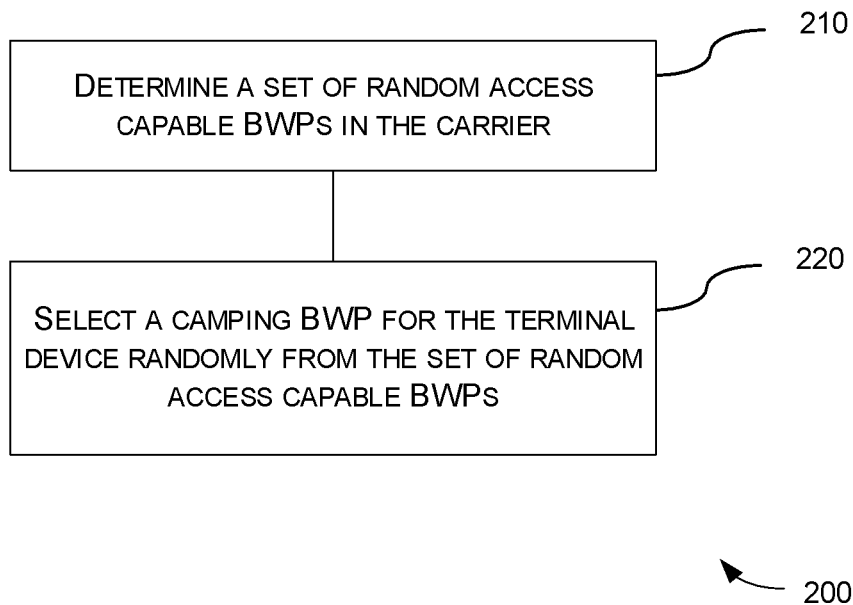 210
DETERMINE A SET OF RANDOM ACCESS
CAPABLE BWPS IN THE CARRIER
220
SELECT A CAMPING BWP FOR THE TERMINAL
DEVICE RANDOMLY FROM THE SET OF RANDOM
ACCESS CAPABLE BWPS
200